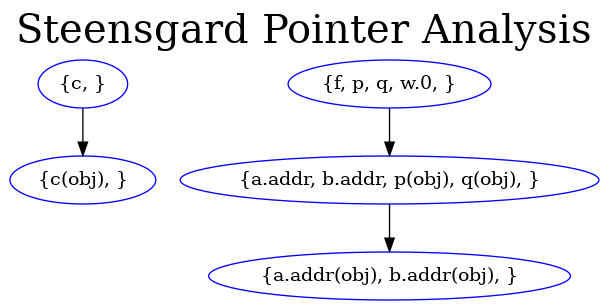 Steensgard Pointer Analysis
{c, }
{f, p, q, w.0, }
{c(obj), }
{a.addr, b.addr, p(obj), q(obj), }
{a.addr(obj), b.addr(obj), }